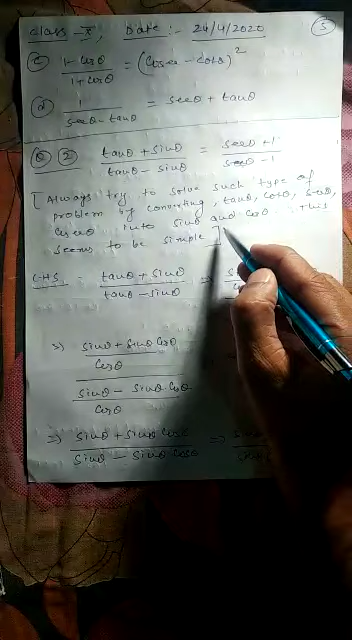 Class - X, Date :- 24/4/2020 (5)
(c) 1 - cosθ / 1 + cosθ = (cosecθ - cotθ)²
(d) 1 / secθ - tanθ = secθ + tanθ
Q (2) tanθ + sinθ / tanθ - sinθ = secθ + 1 / secθ - 1
[Always try to solve such type of
problem by converting, tanθ, cotθ, secθ,
cosecθ into sinθ and cosθ. This
seems to be simple]
LHS. tanθ + sinθ / tanθ - sinθ ⇒
⇒) sinθ + sinθ cosθ / cosθ
sinθ - sinθ.cosθ / cosθ
⇒ sinθ + sinθ cosθ / sinθ - sinθ.cosθ ⇒